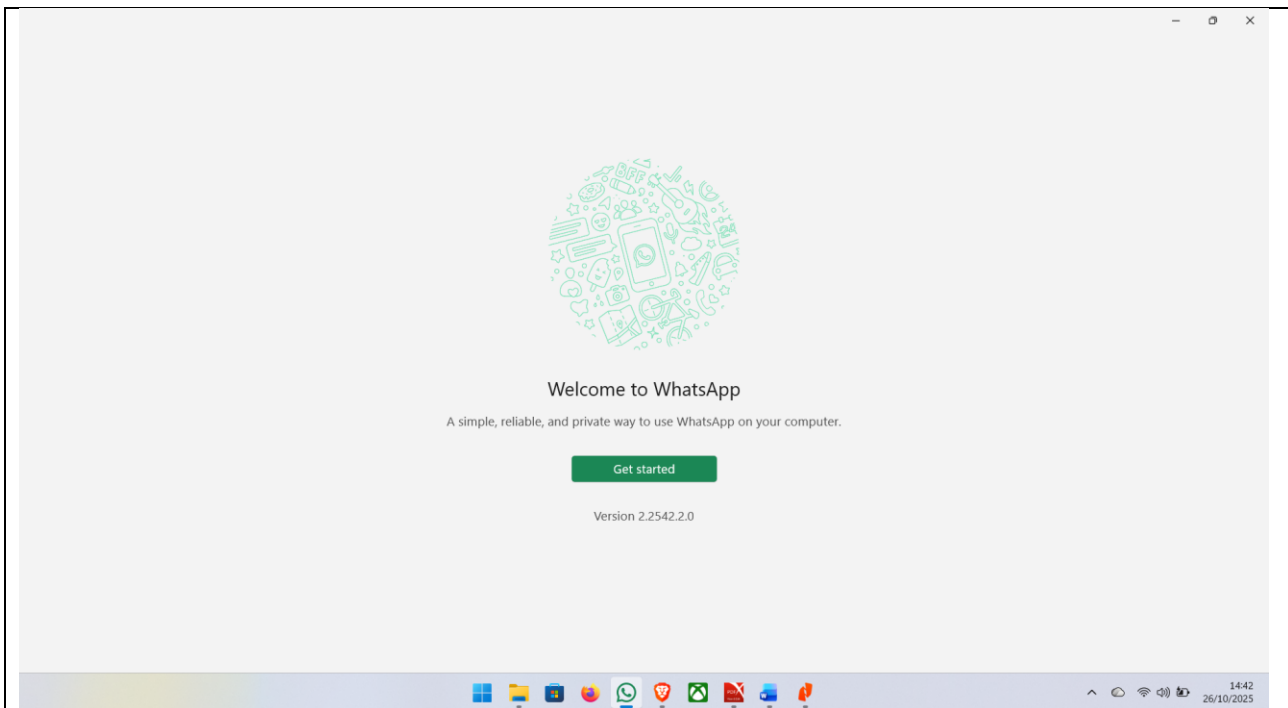 Welcome to WhatsApp
A simple, reliable, and private way to use WhatsApp on your computer.
Get started
Version 2.2542.2.0
14:42
26/10/2025